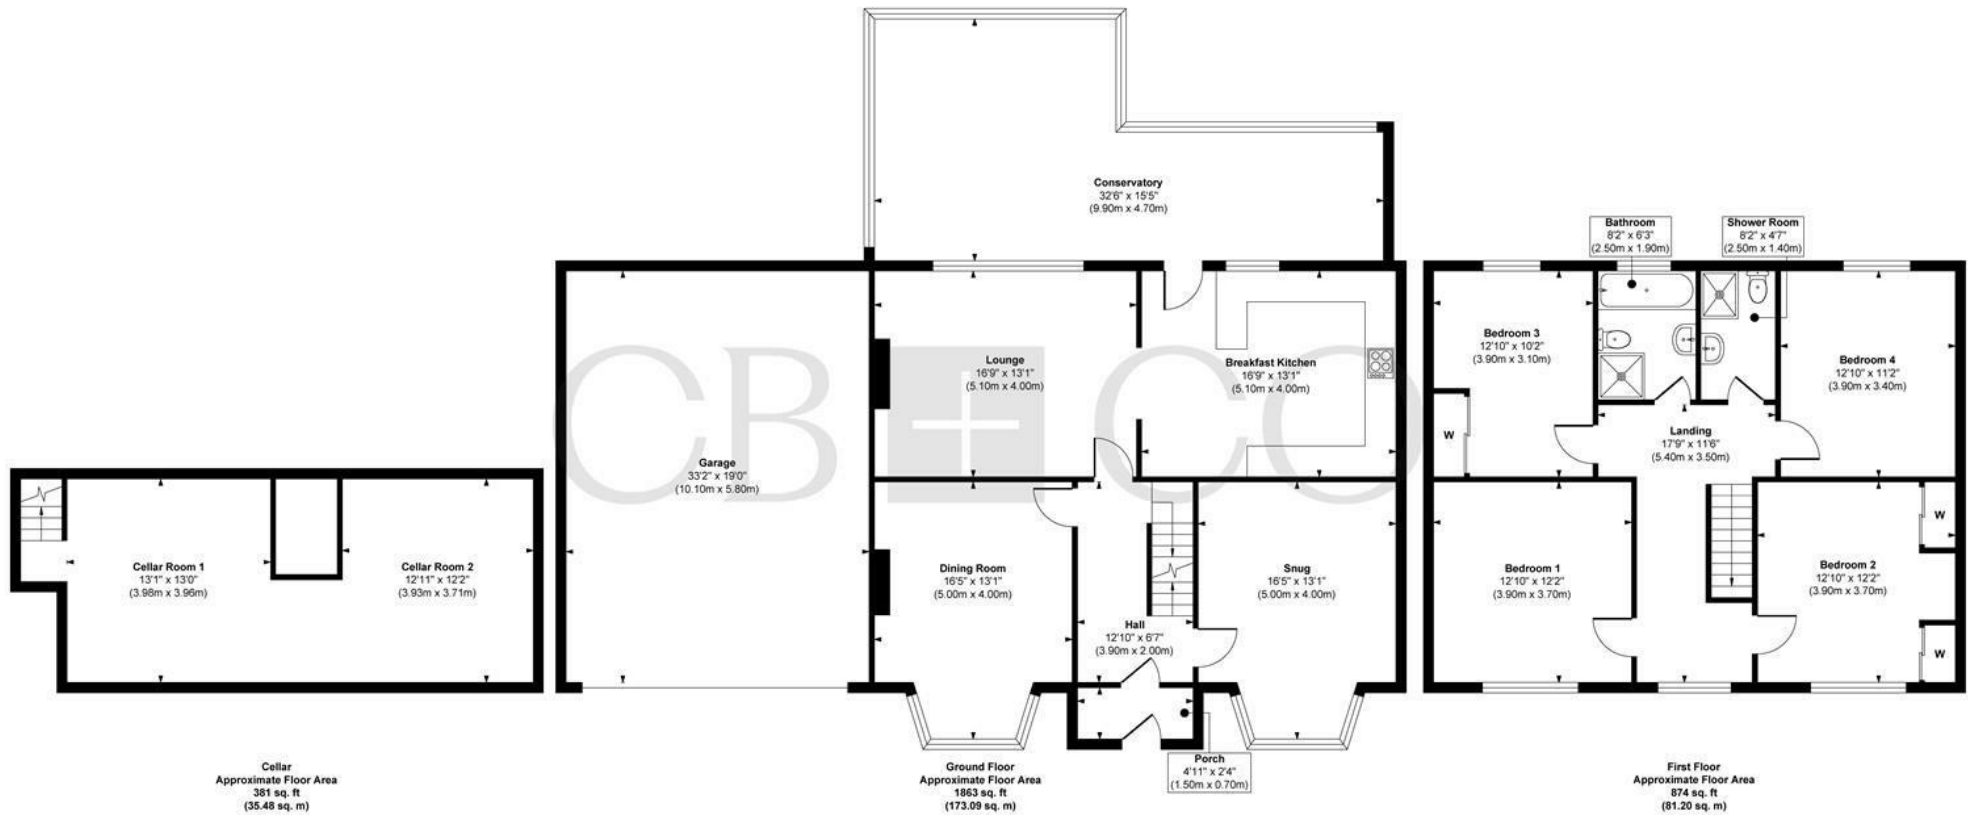 Conservatory
32'6" x 15'5"
(9.90m x 4.70m)
Bathroom
8'2" x 6'3"
(2.50m x 1.90m)
Shower Room
8'2" x 4'7"
(2.50m x 1.40m)
Lounge
16'9" x 13'1"
(5.10m x 4.00m)
Breakfast Kitchen
16'9" x 13'1"
(5.10m x 4.00m)
Bedroom 3
12'10" x 10'2"
(3.90m x 3.10m)
Bedroom 4
12'10" x 11'2"
(3.90m x 3.40m)
CB + CO
W
Landing
17'9" x 11'6"
(5.40m x 3.50m)
Garage
33'2" x 19'0"
(10.10m x 5.80m)
Cellar Room 1
13'1" x 13'0"
(3.98m x 3.96m)
Cellar Room 2
12'11" x 12'2"
(3.93m x 3.71m)
Dining Room
16'5" x 13'1"
(5.00m x 4.00m)
Snug
16'5" x 13'1"
(5.00m x 4.00m)
Hall
12'10" x 6'7"
(3.90m x 2.00m)
Bedroom 1
12'10" x 12'2"
(3.90m x 3.70m)
Bedroom 2
12'10" x 12'2"
(3.90m x 3.70m)
W
W
Porch
4'11" x 2'4"
(1.50m x 0.70m)
Cellar
Approximate Floor Area
381 sq. ft
(35.48 sq. m)
Ground Floor
Approximate Floor Area
1863 sq. ft
(173.09 sq. m)
First Floor
Approximate Floor Area
874 sq. ft
(81.20 sq. m)